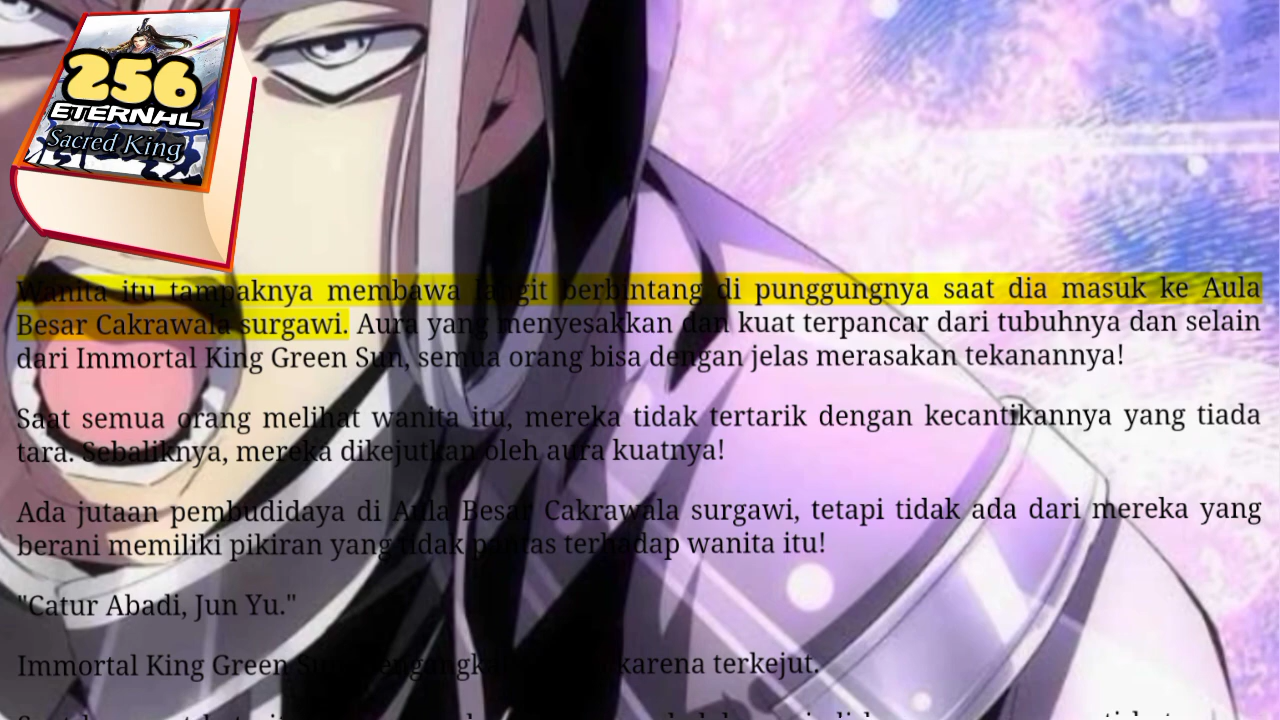 256
ETERNAL
Sacred King
Wanita itu tampaknya membawa langit berbintang di punggungnya saat dia masuk ke Aula
Besar Cakrawala surgawi. Aura yang menyesakkan dan kuat terpancar dari tubuhnya dan selain
dari Immortal King Green Sun, semua orang bisa dengan jelas merasakan tekanannya!
Saat semua orang melihat wanita itu, mereka tidak tertarik dengan kecantikannya yang tiada
tara. Sebaliknya, mereka dikejutkan oleh aura kuatnya!
Ada jutaan pembudidaya di Aula Besar Cakrawala surgawi, tetapi tidak ada dari mereka yang
berani memiliki pikiran yang tidak pantas terhadap wanita itu!
"Catur Abadi, Jun Yu."
Immortal King Green Sun karena terkejut.